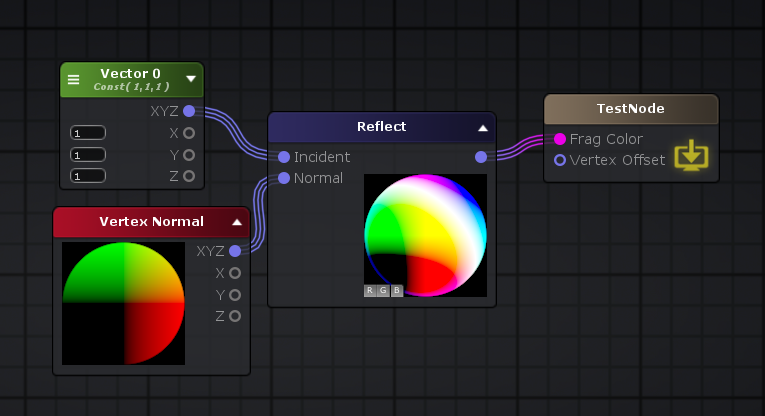 Vector 0
Const( 1,1,1 )
XYZ
1 X
1 Y
1 Z
Vertex Normal
XYZ
X
Y
Z
Reflect
Incident
Normal
R G B
TestNode
Frag Color
Vertex Offset